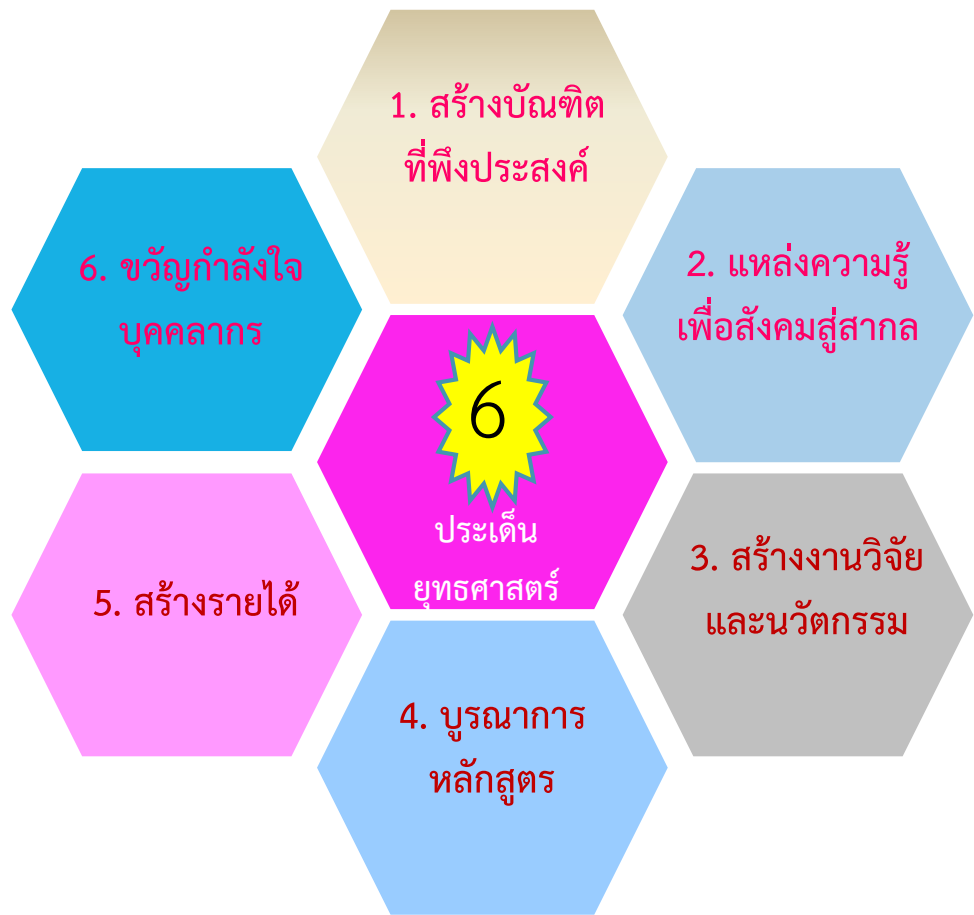 1. สร้างบัณฑิต
ที่พึงประสงค์
2. แหล่งความรู้
เพื่อสังคมสู่สากล
3. สร้างงานวิจัย
และนวัตกรรม
4. บูรณาการ
หลักสูตร
5. สร้างรายได้
6. ขวัญกำลังใจ
บุคคลากร
6
ประเด็น
ยุทธศาสตร์